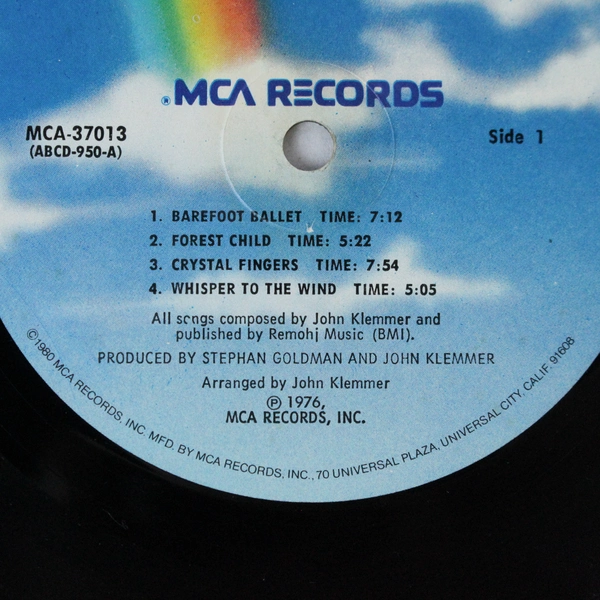 ® MCA RECORDS
MCA-37013
(ABCD-950-A)
Side 1
1. BAREFOOT BALLET TIME: 7:12
2. FOREST CHILD TIME: 5:22
3. CRYSTAL FINGERS TIME: 7:54
4. WHISPER TO THE WIND TIME: 5:05
All songs composed by John Klemmer and
published by Remohj Music (BMI).
PRODUCED BY STEPHAN GOLDMAN AND JOHN KLEMMER
Arranged by John Klemmer
℗ 1976,
MCA RECORDS, INC.
©1980 MCA RECORDS, INC. MFD. BY MCA RECORDS, INC., 70 UNIVERSAL PLAZA, UNIVERSAL CITY, CALIF. 91608